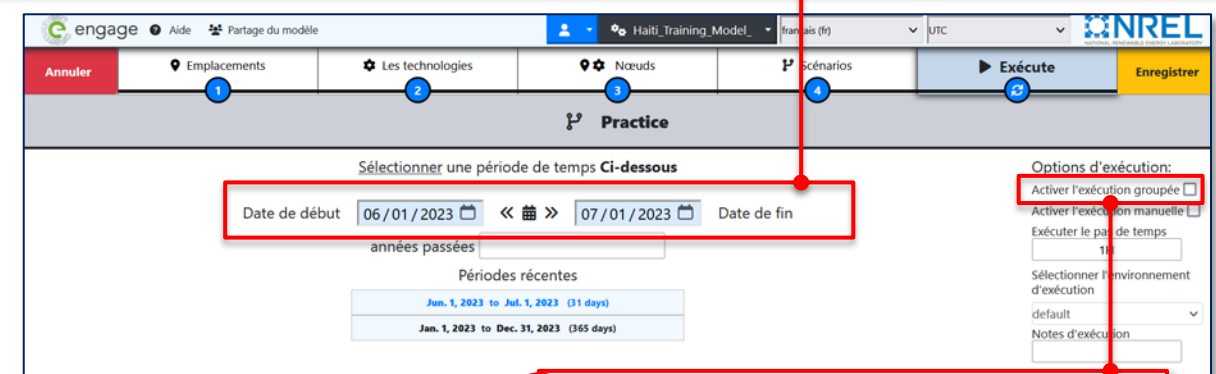 engage Aide Partage du modèle Haiti_Training_Model_ français (fr) UTC NREL
NATIONAL RENEWABLE ENERGY LABORATORY
Annuler Emplacements Les technologies Nœuds Scénarios Exécute Enregistrer
1 2 3 4
Practice
Sélectionner une période de temps Ci-dessous
Options d'exécution:
Activer l'exécution groupée
Date de début 06/01/2023 07/01/2023 Date de fin
Activer l'exécution manuelle
Exécuter le pas de temps
années passées
1H
Périodes récentes
Sélectionner l'environnement
d'exécution
Jun. 1, 2023 to Jul. 1, 2023 (31 days)
default
Jan. 1, 2023 to Dec. 31, 2023 (365 days)
Notes d'exécution